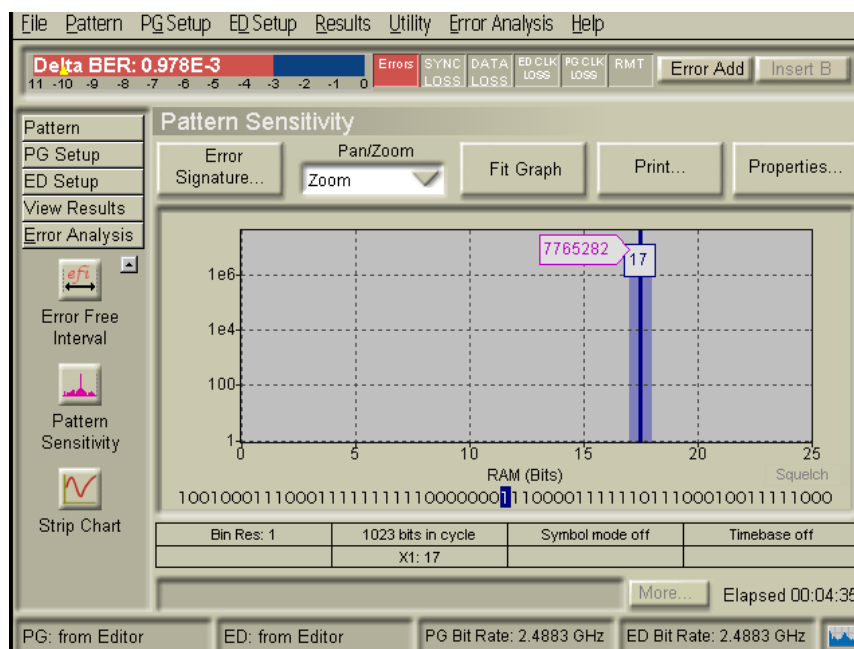 File Pattern PG Setup ED Setup Results Utility Error Analysis Help
Delta BER: 0.978E-3
11 -10 -9 -8 -7 -6 -5 -4 -3 -2 -1 0
Errors SYNC LOSS DATA LOSS ED CLK LOSS PG CLK LOSS RMT Error Add Insert B
Pattern
PG Setup
ED Setup
View Results
Error Analysis
efi
Error Free
Interval
Pattern
Sensitivity
Strip Chart
Pattern Sensitivity
Error
Signature...
Pan/Zoom
Zoom
Fit Graph
Print...
Properties...
7765282
17
1e6
1e4
100
1
0 5 10 15 20 25
RAM (Bits)
Squelch
Bin Res: 1 1023 bits in cycle Symbol mode off Timebase off
X1: 17
More... Elapsed 00:04:35
PG: from Editor ED: from Editor PG Bit Rate: 2.4883 GHz ED Bit Rate: 2.4883 GHz